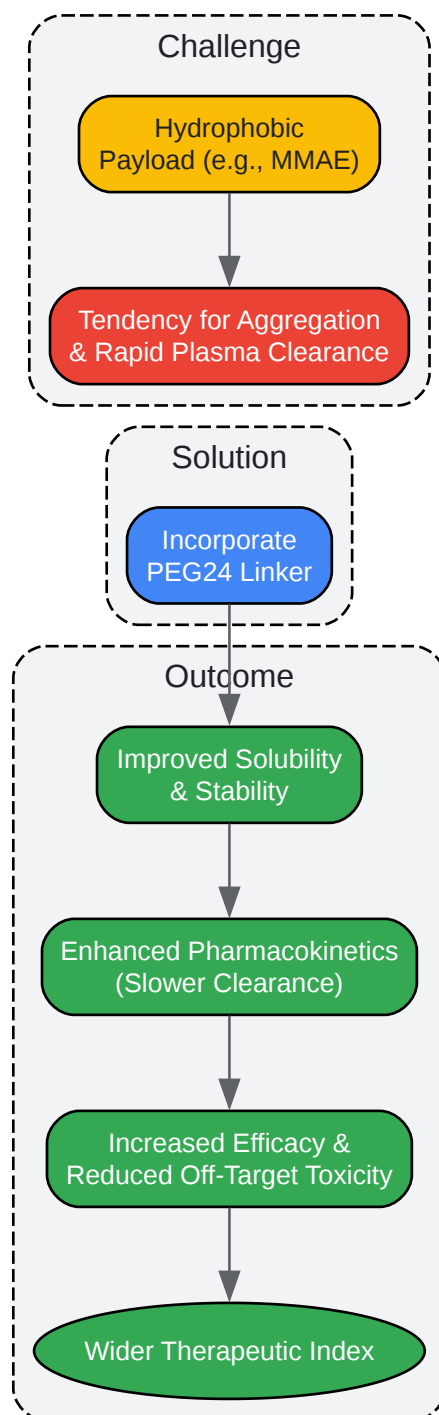 Challenge
Hydrophobic
Payload (e.g., MMAE)
Tendency for Aggregation
& Rapid Plasma Clearance
Solution
Incorporate
PEG24 Linker
Outcome
Improved Solubility
& Stability
Enhanced Pharmacokinetics
(Slower Clearance)
Increased Efficacy &
Reduced Off-Target Toxicity
Wider Therapeutic Index